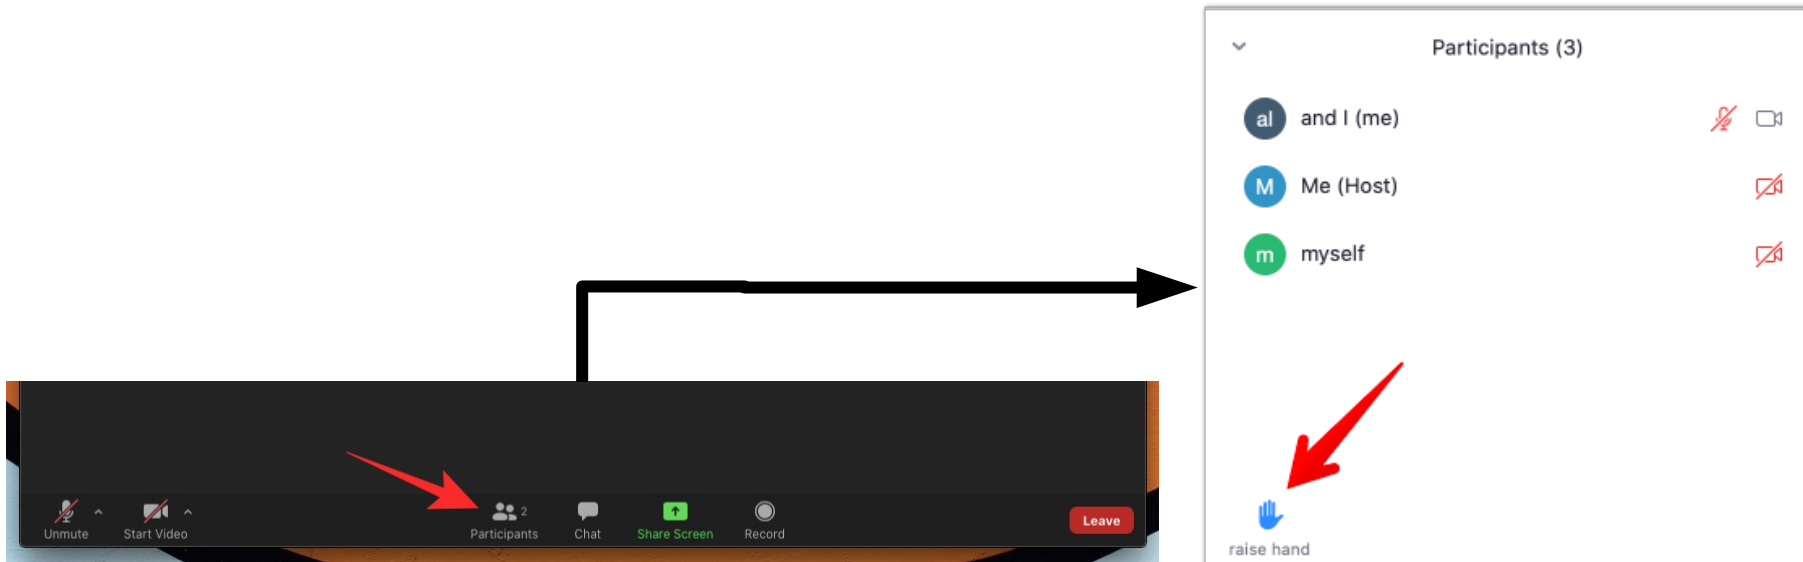 Participants (3)
al and I (me)
M Me (Host)
m myself
raise hand
2
Unmute Start Video Participants Chat Share Screen Record Leave